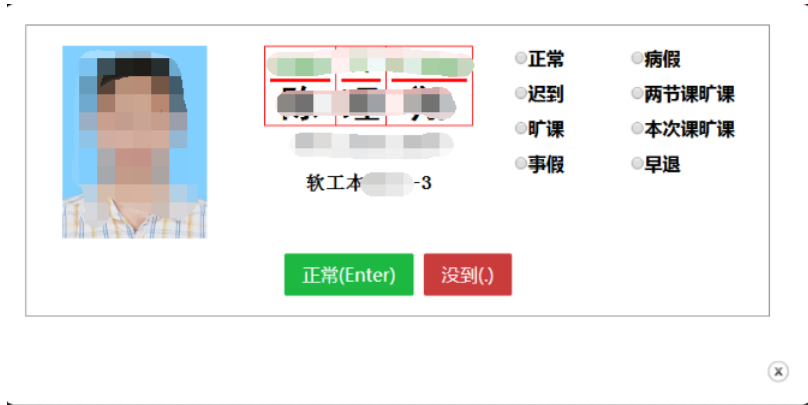 正常 病假
迟到 两节课旷课
旷课 本次课旷课
事假 早退
软工本 -3
正常(Enter) 没到(.)
x